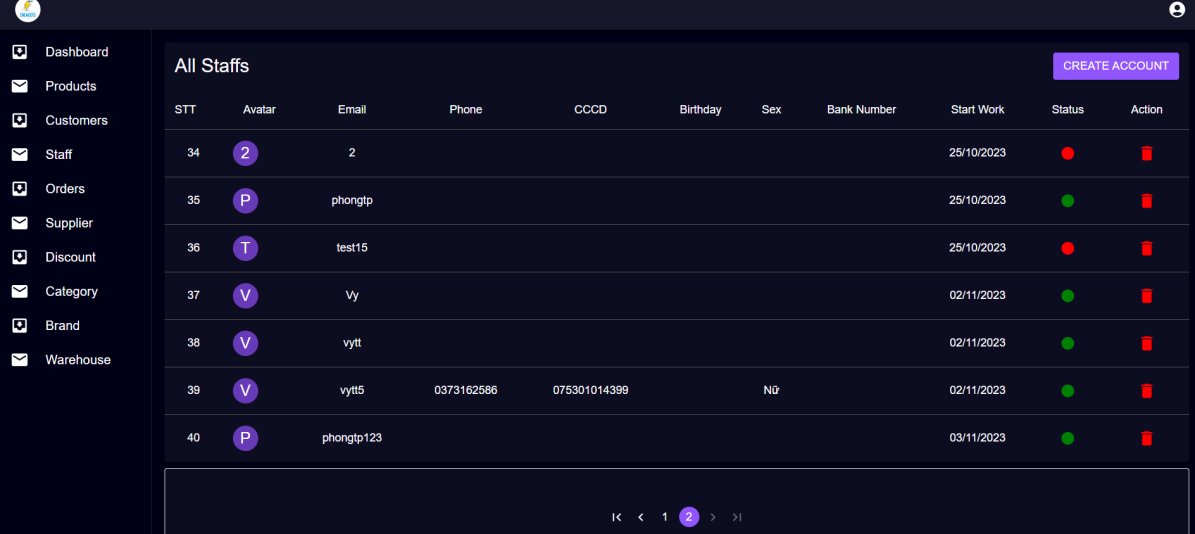 SNEAKERS
Dashboard
Products
Customers
Staff
Orders
Supplier
Discount
Category
Brand
Warehouse
All Staffs
CREATE ACCOUNT
STT Avatar Email Phone CCCD Birthday Sex Bank Number Start Work Status Action
34 2 2 25/10/2023
35 P phongtp 25/10/2023
36 T test15 25/10/2023
37 V Vy 02/11/2023
38 V vytt 02/11/2023
39 V vytt5 0373162586 075301014399 Nữ 02/11/2023
40 P phongtp123 03/11/2023
1 2